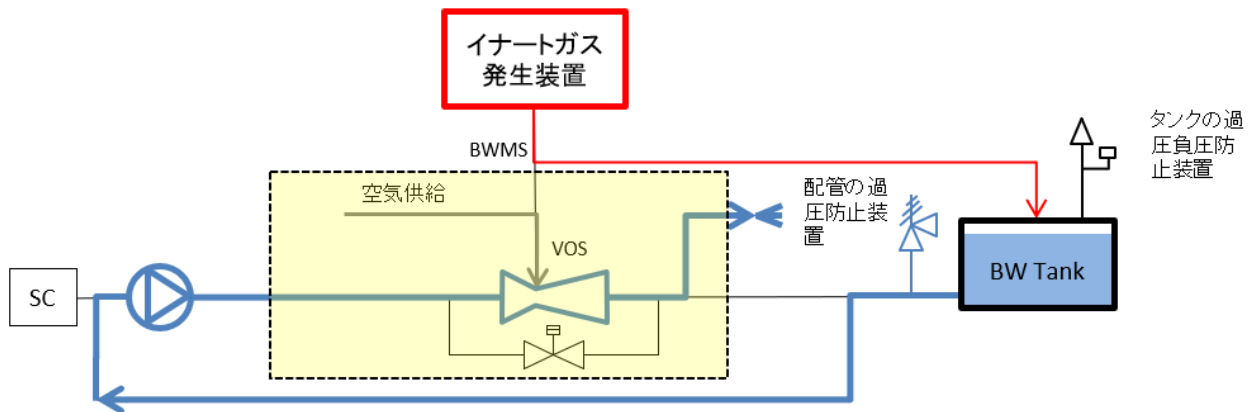 イナートガス
発生装置
BWMS
空気供給
VOS
配管の過
圧防止装
置
タンクの過
圧負圧防
止装置
SC
BW Tank